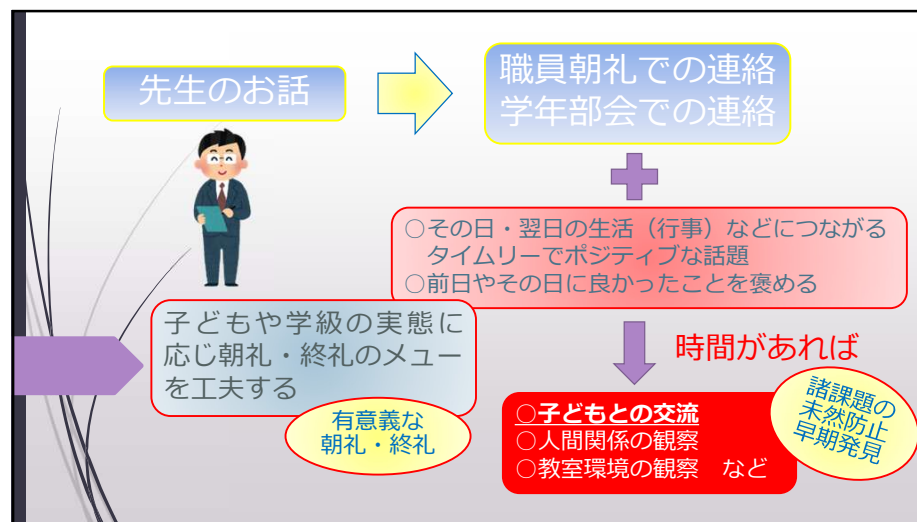 先生のお話
職員朝礼での連絡
学年部会での連絡
○その日・翌日の生活（行事）などにつながる
タイムリーでポジティブな話題
○前日やその日に良かったことを褒める
子どもや学級の実態に
応じ朝礼・終礼のメニュー
を工夫する
有意義な
朝礼・終礼
時間があれば
○子どもとの交流
○人間関係の観察
○教室環境の観察　など
諸課題の
未然防止
早期発見